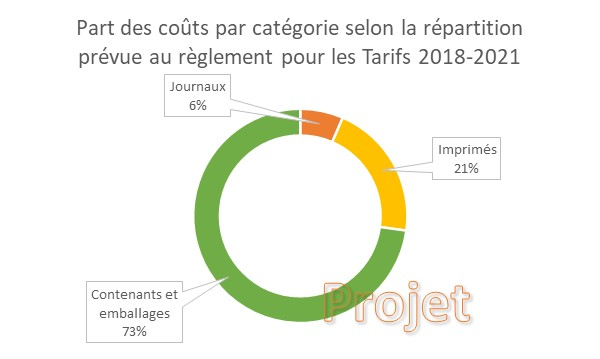 Part des coûts par catégorie selon la répartition
prévue au règlement pour les Tarifs 2018-2021
Journaux
6%
Imprimés
21%
Contenants et
emballages
73%
Projet